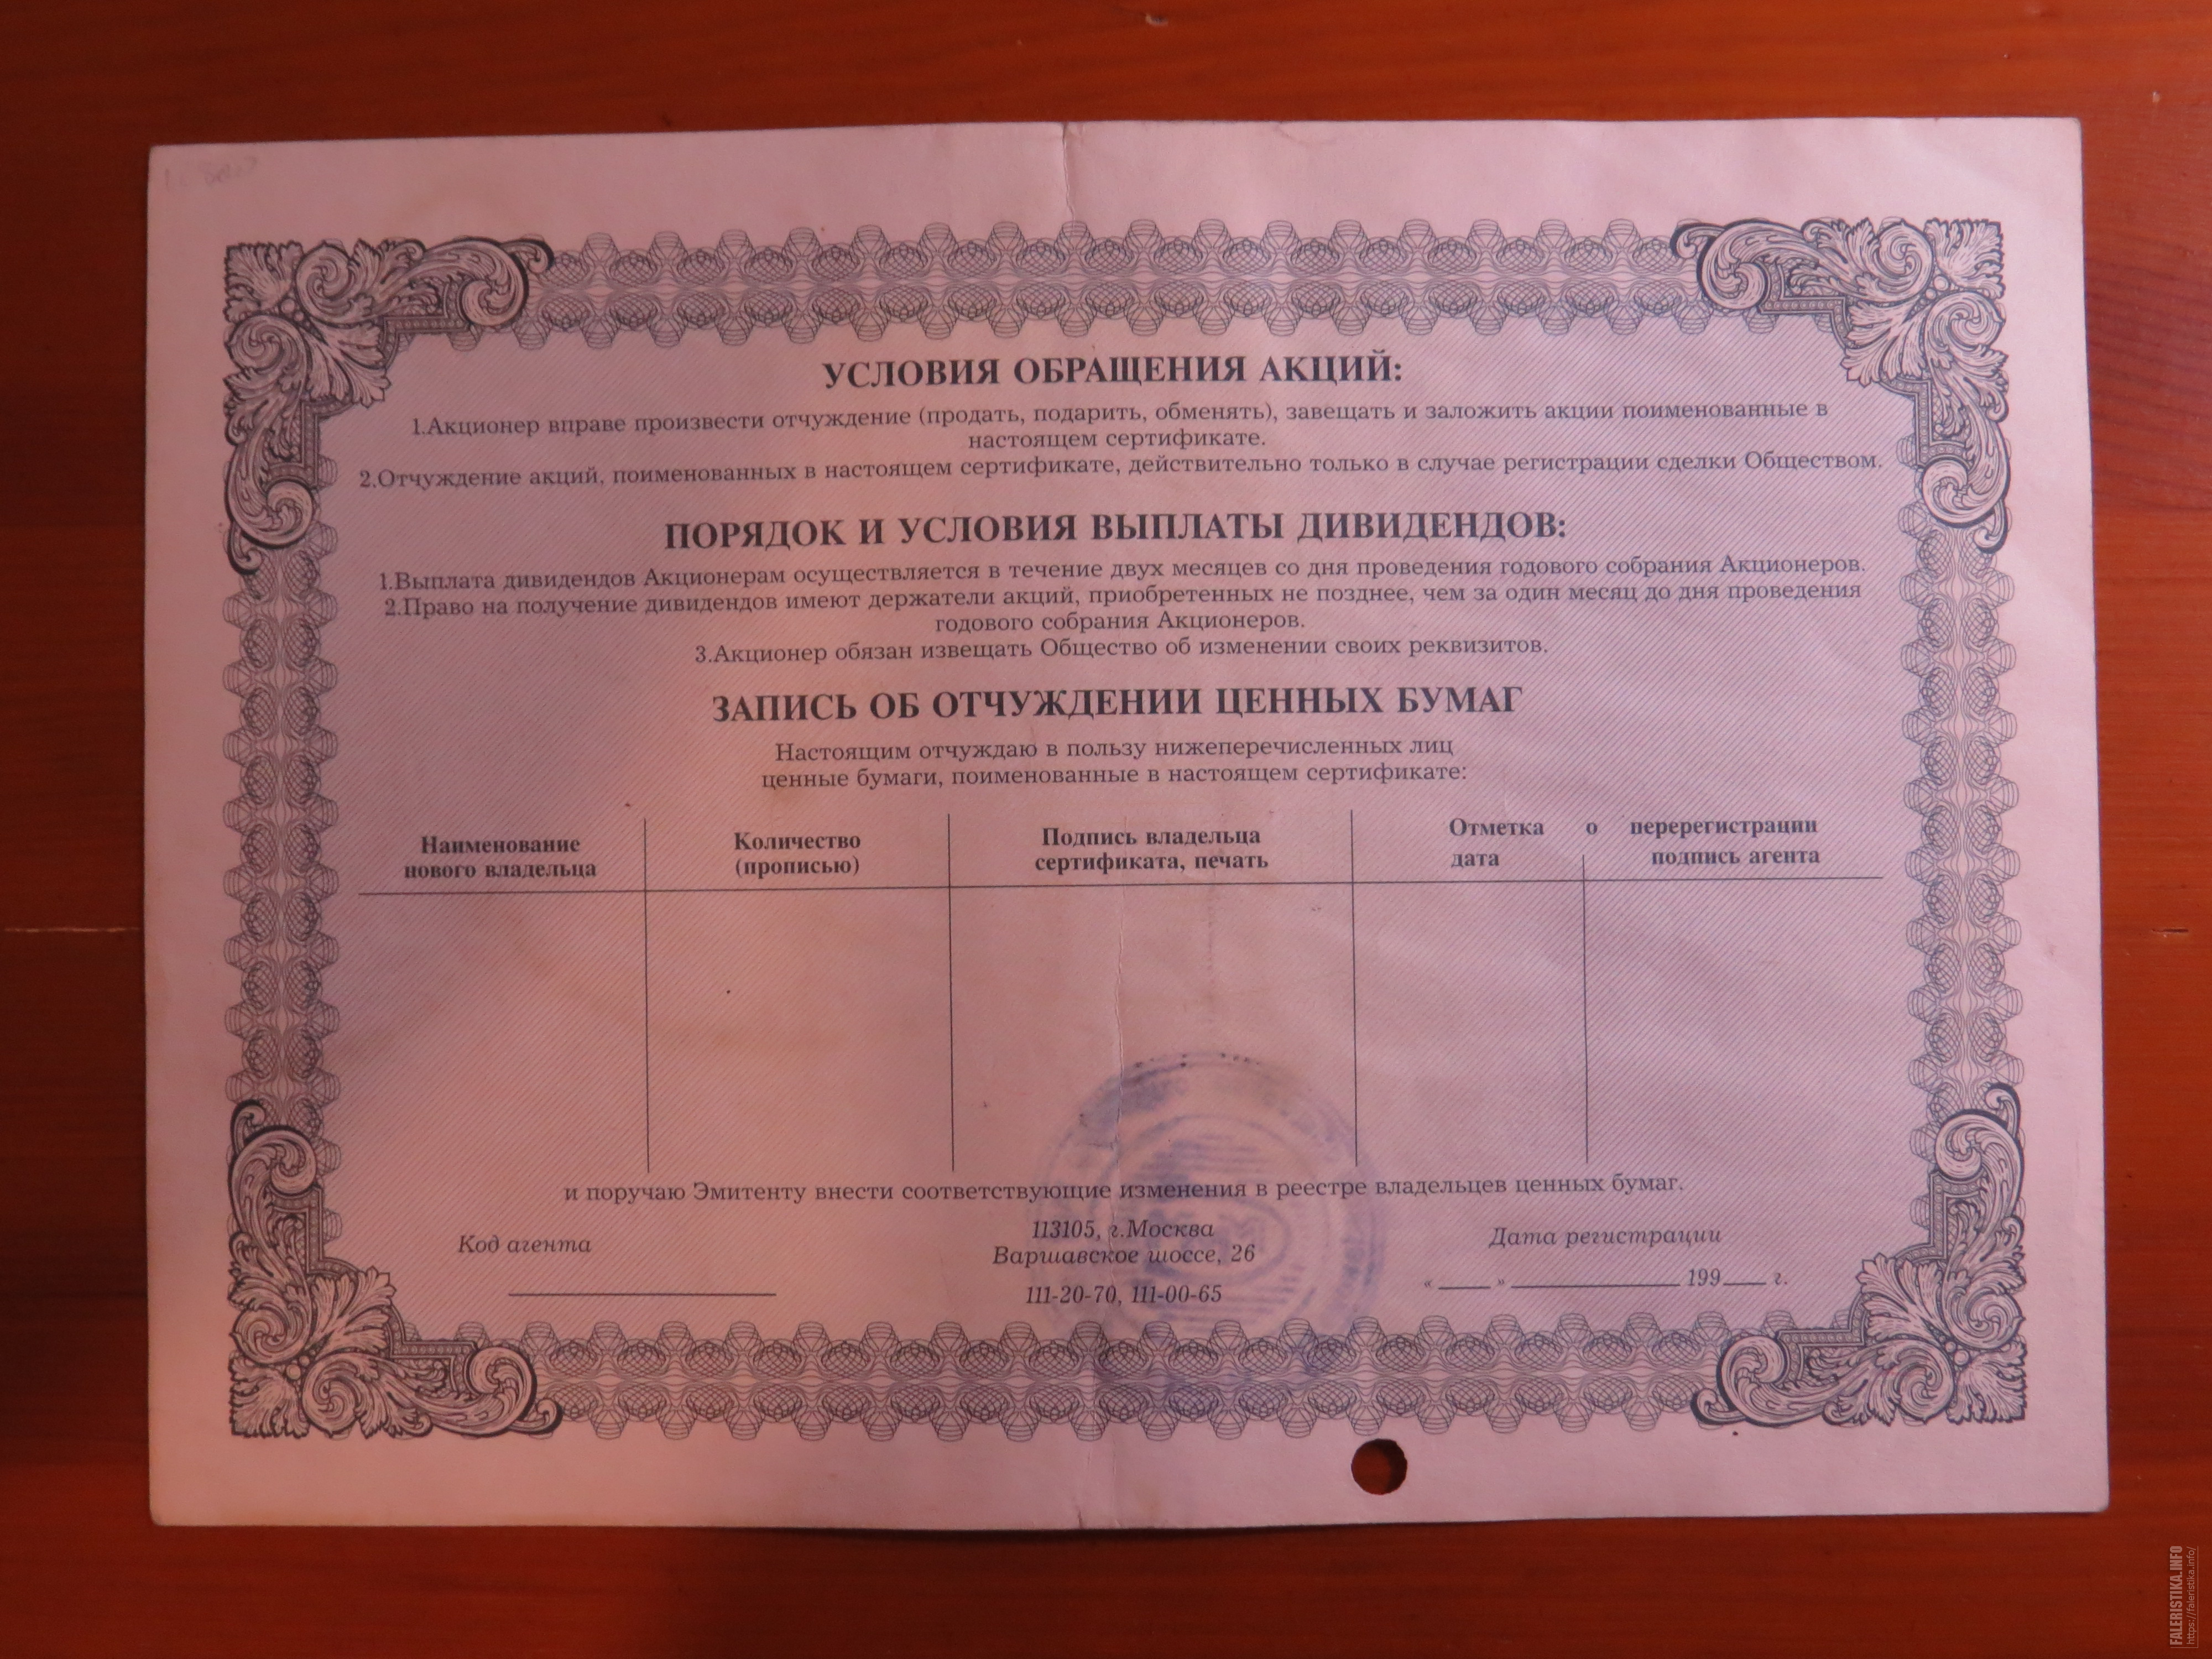 УСЛОВИЯ ОБРАЩЕНИЯ АКЦИЙ:
1.Акционер вправе произвести отчуждение (продать, подарить, обменять), завещать и заложить акции поименованные в
настоящем сертификате.
2.Отчуждение акций, поименованных в настоящем сертификате, действительно только в случае регистрации сделки Обществом.
ПОРЯДОК И УСЛОВИЯ ВЫПЛАТЫ ДИВИДЕНДОВ:
1.Выплата дивидендов Акционерам осуществляется в течение двух месяцев со дня проведения годового собрания Акционеров.
2.Право на получение дивидендов имеют держатели акций, приобретенных не позднее, чем за один месяц до дня проведения
годового собрания Акционеров.
3.Акционер обязан извещать Общество об изменении своих реквизитов.
ЗАПИСЬ ОБ ОТЧУЖДЕНИИ ЦЕННЫХ БУМАГ
Настоящим отчуждаю в пользу нижеперечисленных лиц
ценные бумаги, поименованные в настоящем сертификате:
Наименование
нового владельца
Количество
(прописью)
Подпись владельца
сертификата, печать
Отметка о перерегистрации
дата подпись агента
и поручаю Эмитенту внести соответствующие изменения в реестре владельцев ценных бумаг.
Код агента
113105, г.Москва
Варшавское шоссе, 26
111-20-70, 111-00-65
Дата регистрации
« ____ » ______________ 199___ г.
FALERISTIKA.INFO
https://faleristika.info/